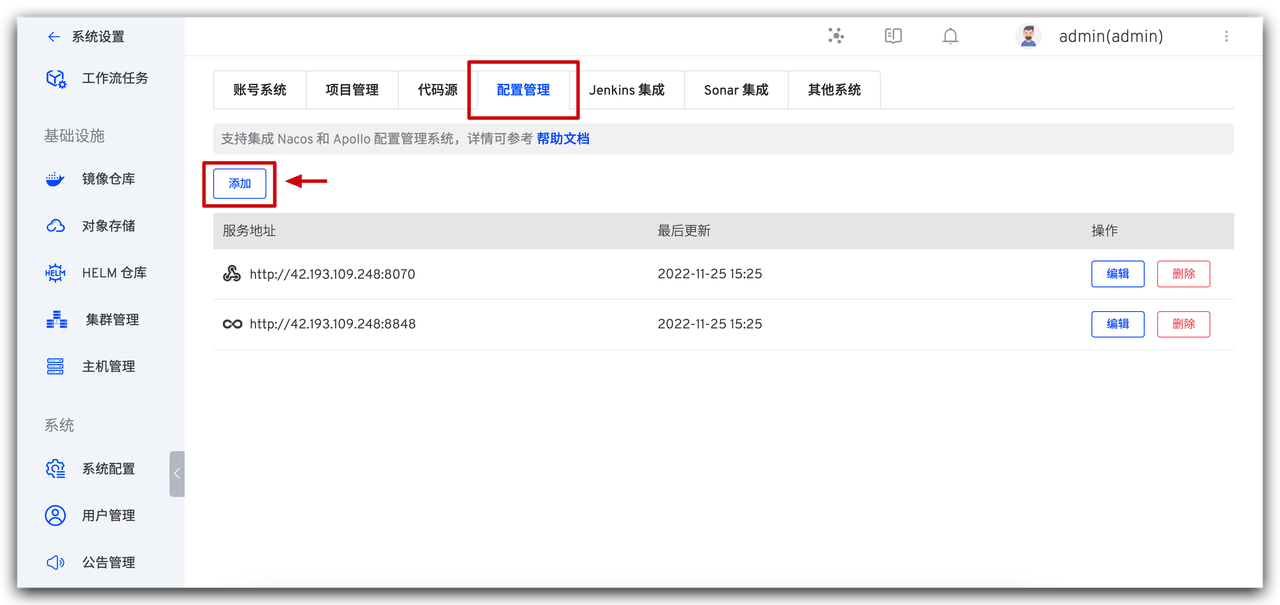 系统设置
admin(admin)
工作流任务
基础设施
镜像仓库
对象存储
HELM HELM 仓库
集群管理
主机管理
系统
系统配置
用户管理
公告管理
账号系统 项目管理 代码源 配置管理 Jenkins 集成 Sonar 集成 其他系统
支持集成 Nacos 和 Apollo 配置管理系统，详情可参考 帮助文档
添加
服务地址 最后更新 操作
http://42.193.109.248:8070 2022-11-25 15:25 编辑 删除
http://42.193.109.248:8848 2022-11-25 15:25 编辑 删除